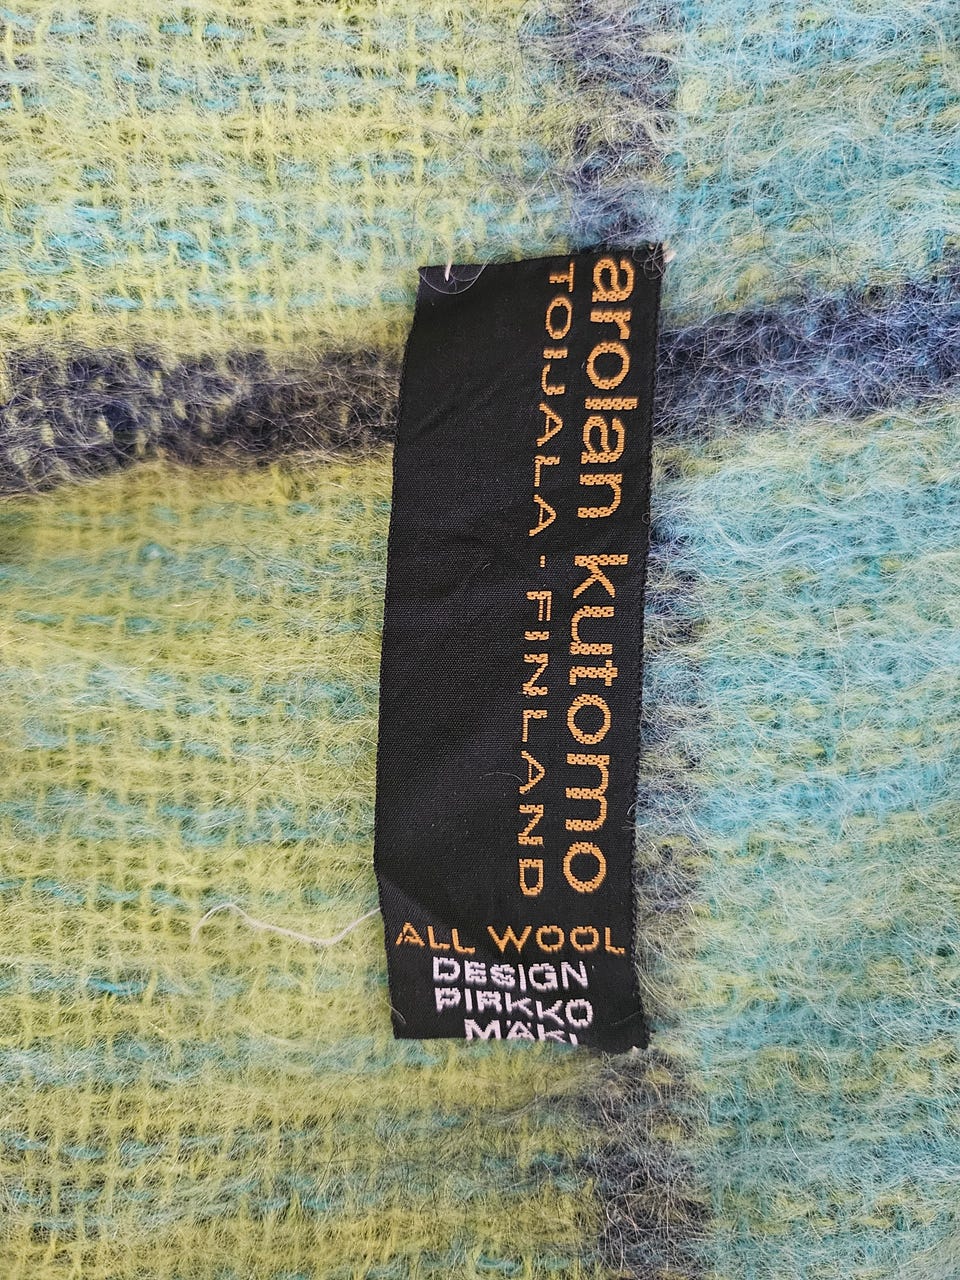 arolan kutomo
TOIJALA - FINLAND
ALL WOOL
DESIGN
PIRKKO
MÄKI